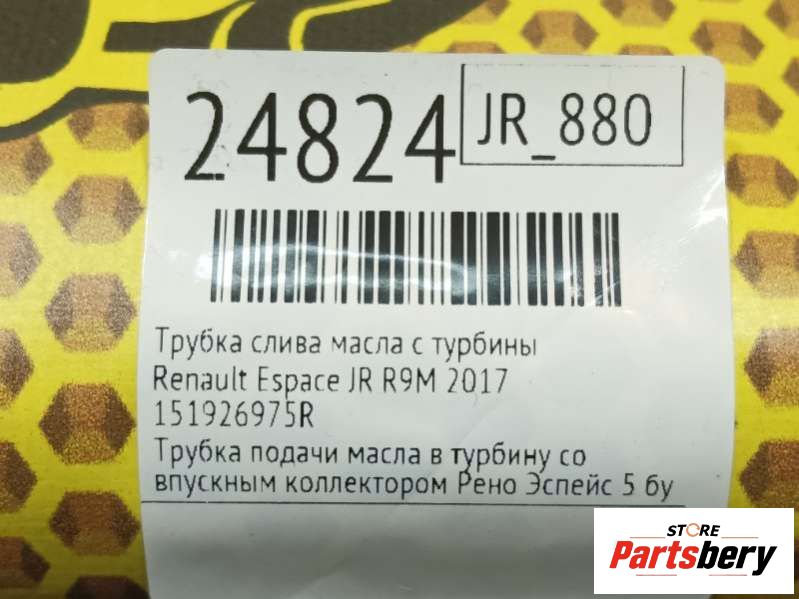 24824
JR_880
Трубка слива масла с турбины
Renault Espace JR R9M 2017
151926975R
Трубка подачи масла в турбину со
впускным коллектором Рено Эспейс 5 бу
STORE
Partsbery